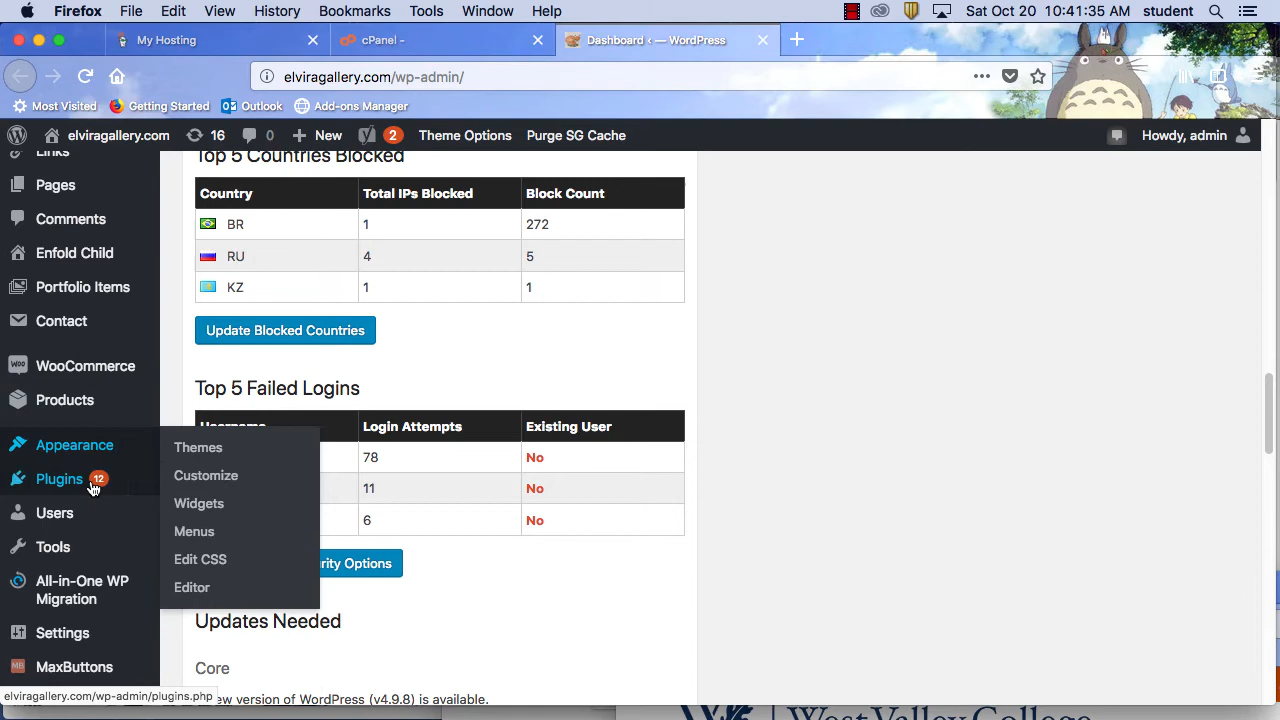 Firefox File Edit View History Bookmarks Tools Window Help Sat Oct 20 10:41:35 AM student
My Hosting cPanel - Dashboard ‹ — WordPress
elviragallery.com/wp-admin/
Most Visited Getting Started Outlook Add-ons Manager
elviragallery.com 16 0 New 2 Theme Options Purge SG Cache Howdy, admin
Links
Pages
Comments
Enfold Child
Portfolio Items
Contact
WooCommerce
Products
Appearance
Plugins 12
Users
Tools
All-in-One WP
Migration
Settings
MaxButtons
Themes
Customize
Widgets
Menus
Edit CSS
Editor
Top 5 Countries Blocked
Country Total IPs Blocked Block Count
BR 1 272
RU 4 5
KZ 1 1
Update Blocked Countries
Top 5 Failed Logins
Username Login Attempts Existing User
78 No
11 No
6 No
rity Options
Updates Needed
Core
ew version of WordPress (v4.9.8) is available.
elviragallery.com/wp-admin/plugins.php
West Valley College